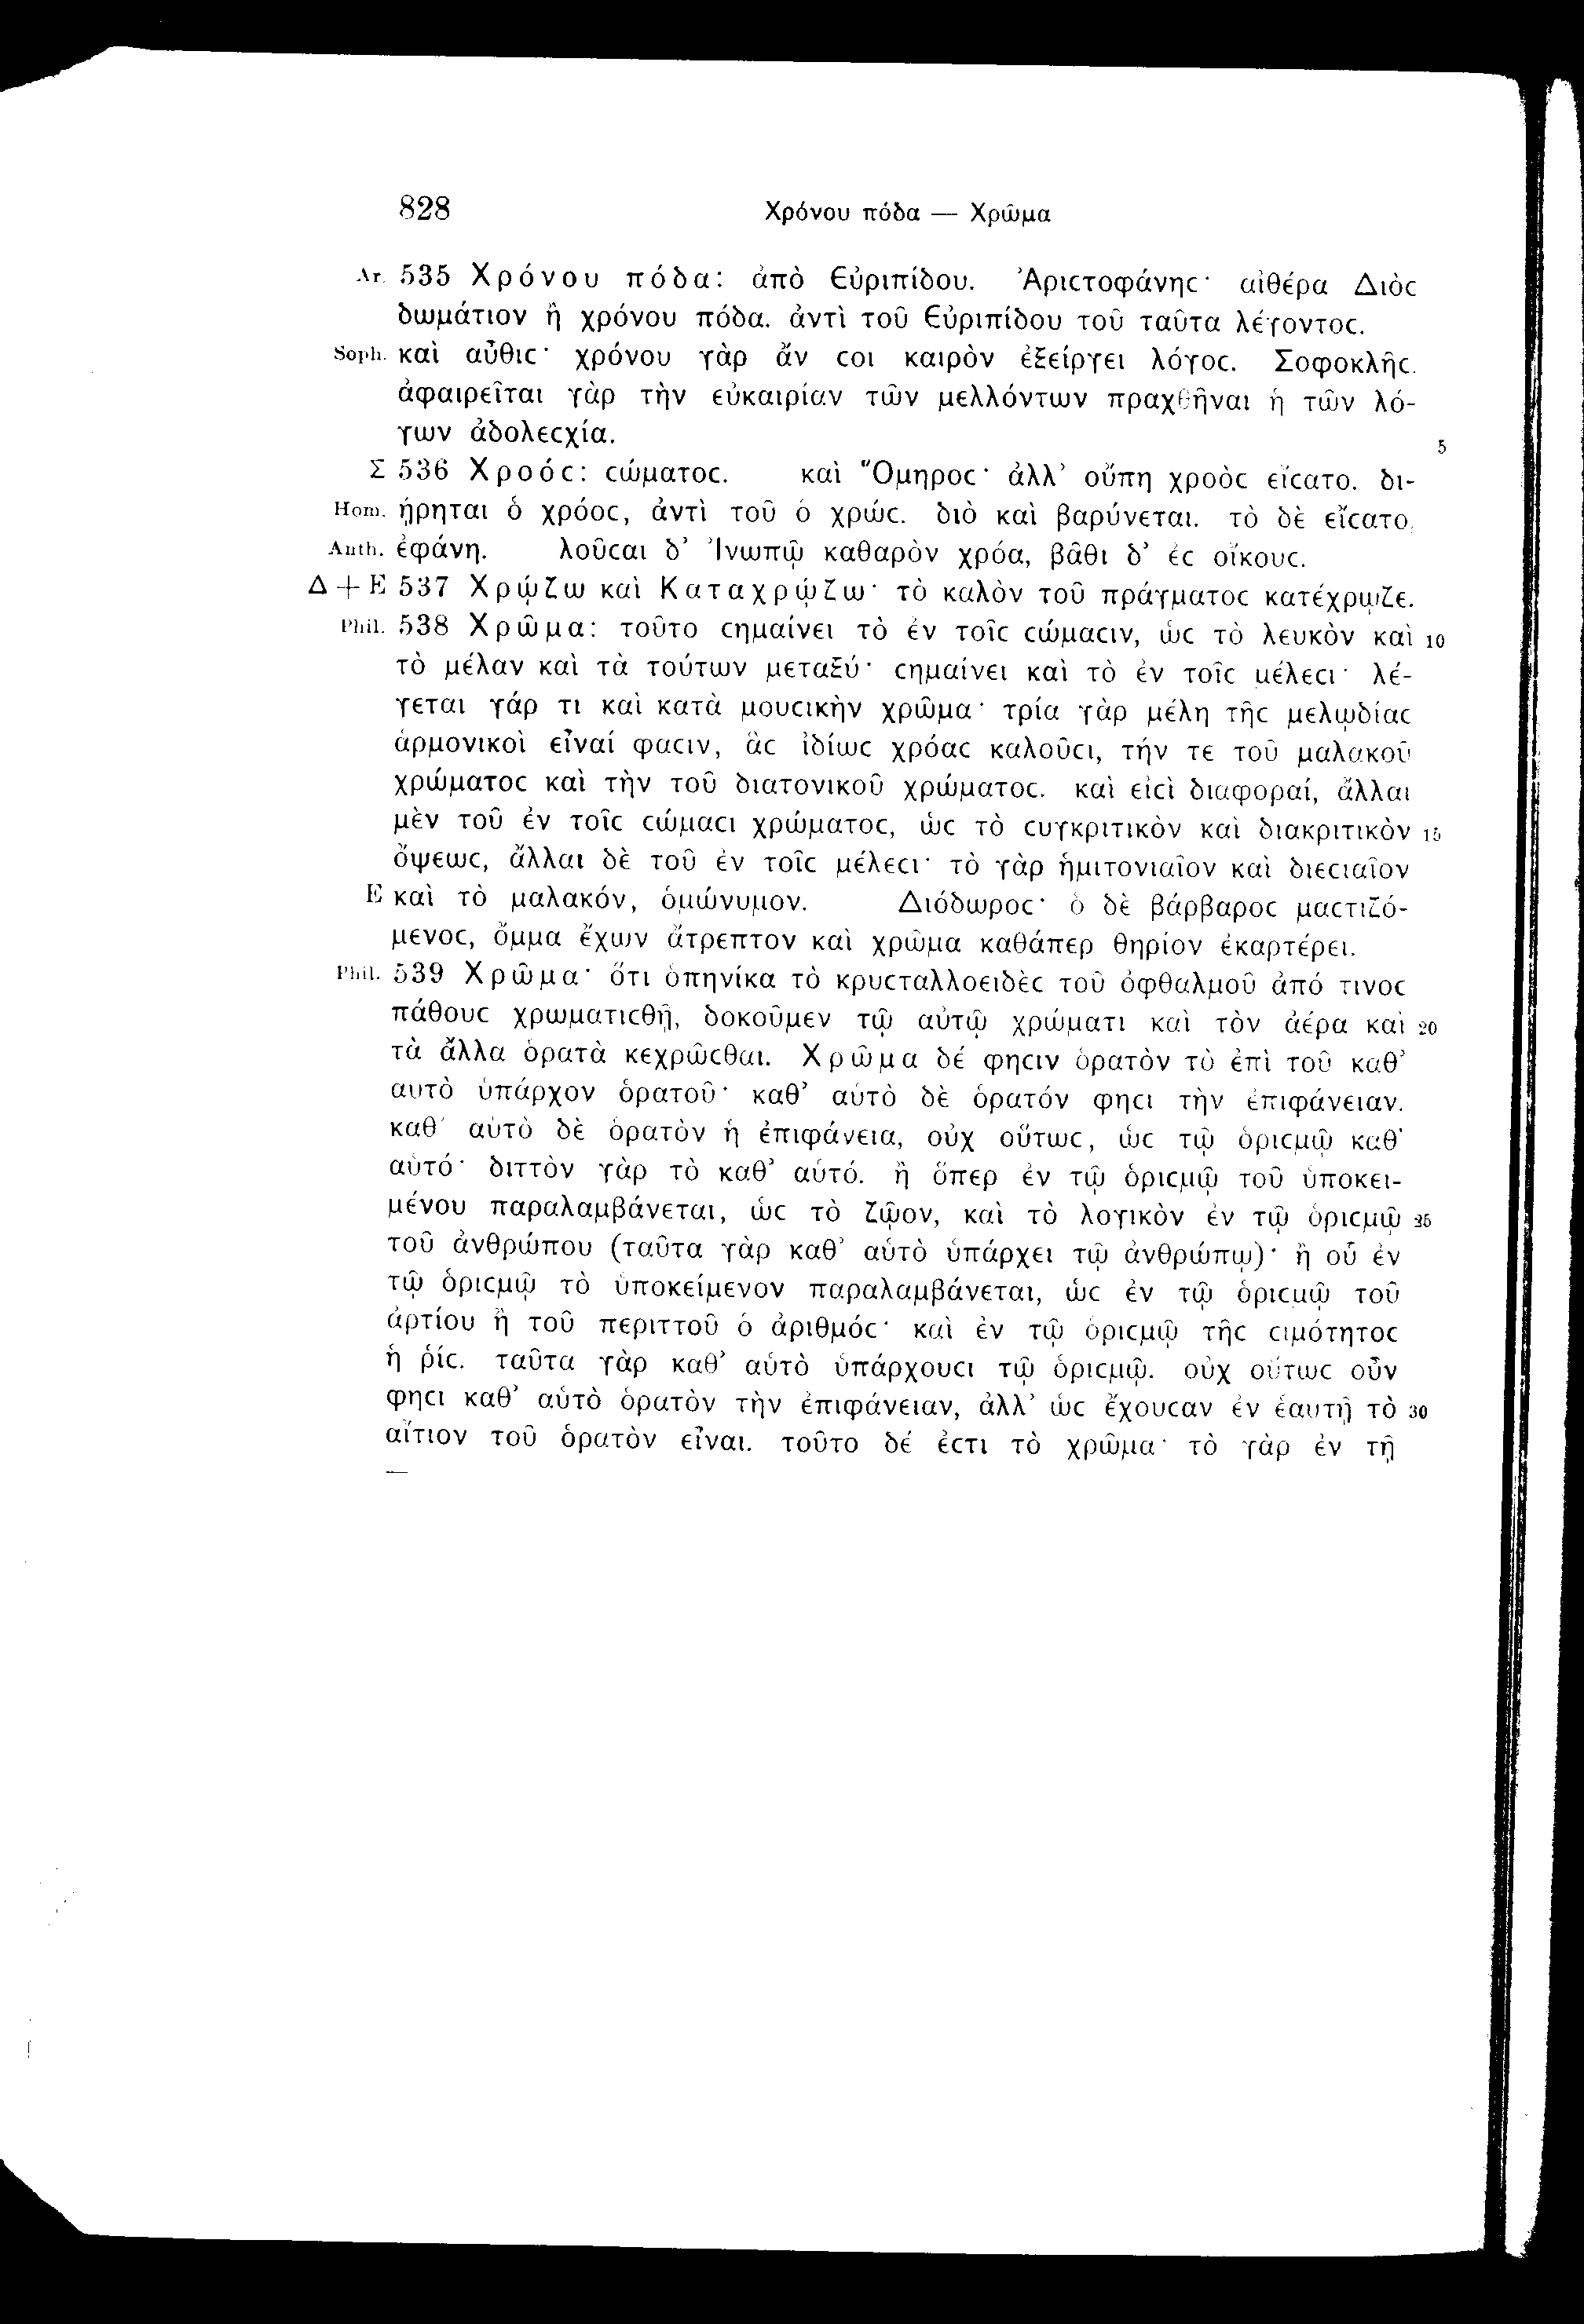 828 Χρόνου πόδα — Χρῶμα
Ar. 535 Χρόνου πόδα: ἀπὸ Εὐριπίδου. Ἀριϲτοφάνηϲ· αἰθέρα Διὸϲ
δωμάτιον ἢ χρόνου πόδα. ἀντὶ τοῦ Εὐριπίδου τοῦ ταῦτα λέγοντοϲ.
Soph. καὶ αὖθιϲ· χρόνου γὰρ ἄν ϲοι καιρὸν ἐξείργει λόγοϲ. Σοφοκλῆϲ.
ἀφαιρεῖται γὰρ τὴν εὐκαιρίαν τῶν μελλόντων πραχθῆναι ἡ τῶν λό-
γων ἀδολεϲχία. 5
Σ 536 Χροόϲ: ϲώματοϲ. καὶ Ὅμηροϲ· ἀλλ’ οὔπη χροὸϲ εἴϲατο. δι-
Hom. ῄρηται ὁ χρόοϲ, ἀντὶ τοῦ ὁ χρώϲ. διὸ καὶ βαρύνεται. τὸ δὲ εἴϲατο,
Anth. ἐφάνη. λοῦϲαι δ’ Ἰνωπῷ καθαρὸν χρόα, βᾶθι δ’ ἐϲ οἴκουϲ.
Δ + E 537 Χρῴζω καὶ Καταχρῴζω· τὸ καλὸν τοῦ πράγματοϲ κατέχρῳζε.
Phil. 538 Χρῶμα: τοῦτο ϲημαίνει τὸ ἐν τοῖϲ ϲώμαϲιν, ὡϲ τὸ λευκὸν καὶ 10
τὸ μέλαν καὶ τὰ τούτων μεταξύ· ϲημαίνει καὶ τὸ ἐν τοῖϲ μέλεϲι· λέ-
γεται γάρ τι καὶ κατὰ μουϲικὴν χρῶμα· τρία γὰρ μέλη τῆϲ μελῳδίαϲ
ἁρμονικοὶ εἶναί φαϲιν, ἃϲ ἰδίωϲ χρόαϲ καλοῦϲι, τήν τε τοῦ μαλακοῦ
χρώματοϲ καὶ τὴν τοῦ διατονικοῦ χρώματοϲ. καὶ εἰϲὶ διαφοραί, ἄλλαι
μὲν τοῦ ἐν τοῖϲ ϲώμαϲι χρώματοϲ, ὡϲ τὸ ϲυγκριτικὸν καὶ διακριτικὸν 15
ὄψεωϲ, ἄλλαι δὲ τοῦ ἐν τοῖϲ μέλεϲι· τὸ γὰρ ἡμιτονιαῖον καὶ διεϲιαῖον
E καὶ τὸ μαλακόν, ὁμώνυμον. Διόδωροϲ· ὁ δὲ βάρβαροϲ μαϲτιζό-
μενοϲ, ὄμμα ἔχων ἄτρεπτον καὶ χρῶμα καθάπερ θηρίον ἐκαρτέρει.
Phil. 539 Χρῶμα· ὅτι ὁπηνίκα τὸ κρυϲταλλοειδὲϲ τοῦ ὀφθαλμοῦ ἀπό τινοϲ
πάθουϲ χρωματιϲθῇ, δοκοῦμεν τῷ αὐτῷ χρώματι καὶ τὸν ἀέρα καὶ 20
τὰ ἄλλα ὁρατὰ κεχρῶϲθαι. Χρῶμα δέ φηϲιν ὁρατὸν τὸ ἐπὶ τοῦ καθ’
αυτὸ ὑπάρχον ὁρατοῦ· καθ’ αὑτὸ δὲ ὁρατόν φηϲι τὴν ἐπιφάνειαν.
καθ’ αὑτὸ δὲ ὁρατὸν ἡ ἐπιφάνεια, οὐχ οὕτωϲ, ὡϲ τῷ ὁριϲμῷ καθ’
αὑτό· διττὸν γὰρ τὸ καθ’ αὑτό. ἢ ὅπερ ἐν τῷ ὁριϲμῷ τοῦ ὑποκει-
μένου παραλαμβάνεται, ὡϲ τὸ ζῷον, καὶ τὸ λογικὸν ἐν τῷ ὁριϲμῷ 25
τοῦ ἀνθρώπου (ταῦτα γὰρ καθ’ αὑτὸ ὑπάρχει τῷ ἀνθρώπῳ)· ἢ οὗ ἐν
τῷ ὁριϲμῷ τὸ ὑποκείμενον παραλαμβάνεται, ὡϲ ἐν τῷ ὁριϲμῷ τοῦ
ἀρτίου ἢ τοῦ περιττοῦ ὁ ἀριθμόϲ· καὶ ἐν τῷ ὁριϲμῷ τῆϲ ϲιμότητοϲ
ἡ ῥίϲ. ταῦτα γὰρ καθ’ αὑτὸ ὑπάρχουϲι τῷ ὁριϲμῷ. οὐχ οὕτωϲ οὖν
φηϲι καθ’ αὑτὸ ὁρατὸν τὴν ἐπιφάνειαν, ἀλλ’ ὡϲ ἔχουϲαν ἐν ἑαυτῇ τὸ 30
αἴτιον τοῦ ὁρατὸν εἶναι. τοῦτο δέ ἐϲτι τὸ χρῶμα· τὸ γὰρ ἐν τῇ